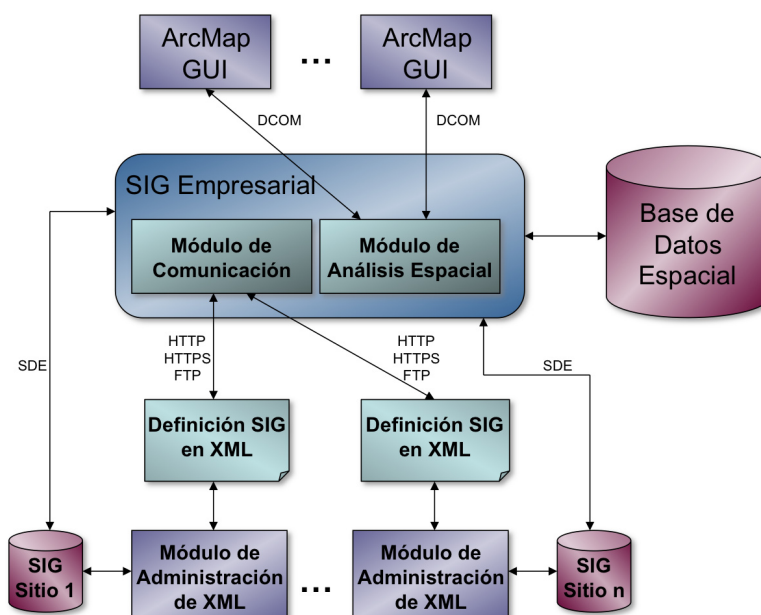 ArcMap
GUI
...
ArcMap
GUI
DCOM
DCOM
SIG Empresarial
Módulo de
Comunicación
Módulo de
Análisis Espacial
Base de
Datos
Espacial
HTTP
HTTPS
FTP
HTTP
HTTPS
FTP
SDE
SDE
Definición SIG
en XML
Definición SIG
en XML
SIG
Sitio 1
Módulo de
Administración
de XML
...
Módulo de
Administración
de XML
SIG
Sitio n